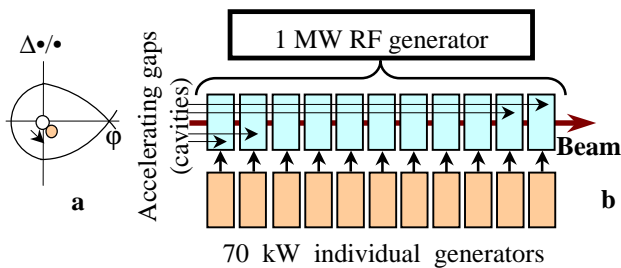 Δ•/•
φ
a
Accelerating gaps
(cavities)
1 MW RF generator
Beam
b
70 kW individual generators